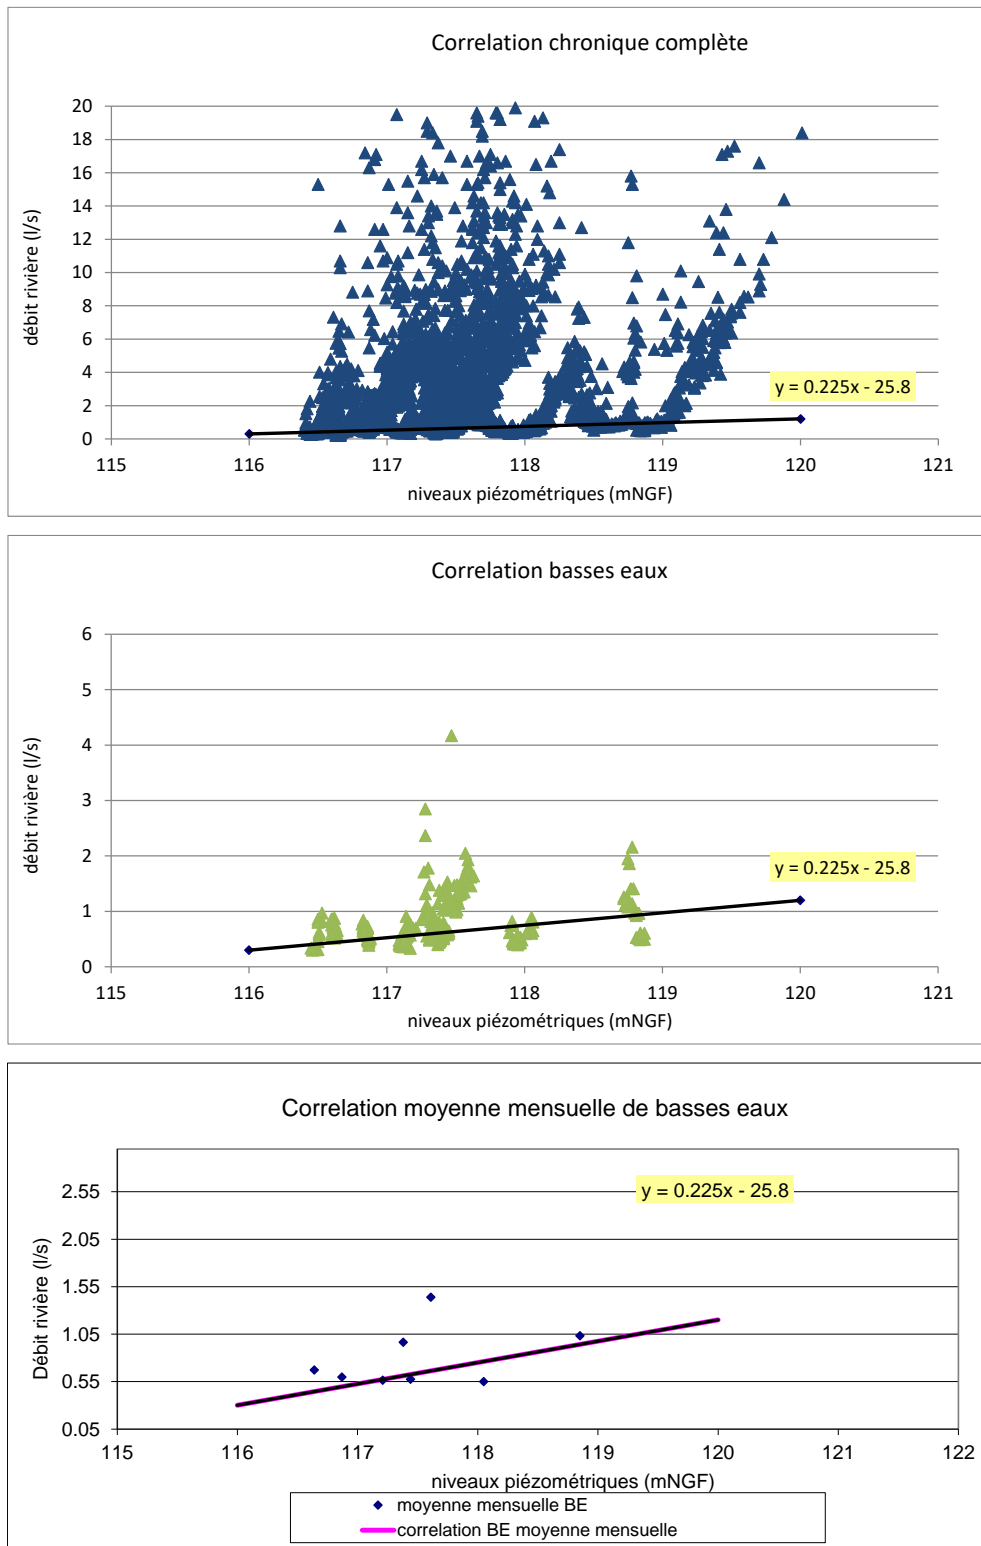 Correlation chronique complète
20
18
16
14
12
10
8
6
4
2
0
débit rivière (l/s)
y = 0.225x - 25.8
115 116 117 118 119 120 121
niveaux piézométriques (mNGF)
Correlation basses eaux
6
5
4
3
2
1
0
débit rivière (l/s)
y = 0.225x - 25.8
115 116 117 118 119 120 121
niveaux piézométriques (mNGF)
Correlation moyenne mensuelle de basses eaux
y = 0.225x - 25.8
2.55
2.05
1.55
1.05
0.55
0.05
Débit rivière (l/s)
115 116 117 118 119 120 121 122
niveaux piézométriques (mNGF)
moyenne mensuelle BE
correlation BE moyenne mensuelle